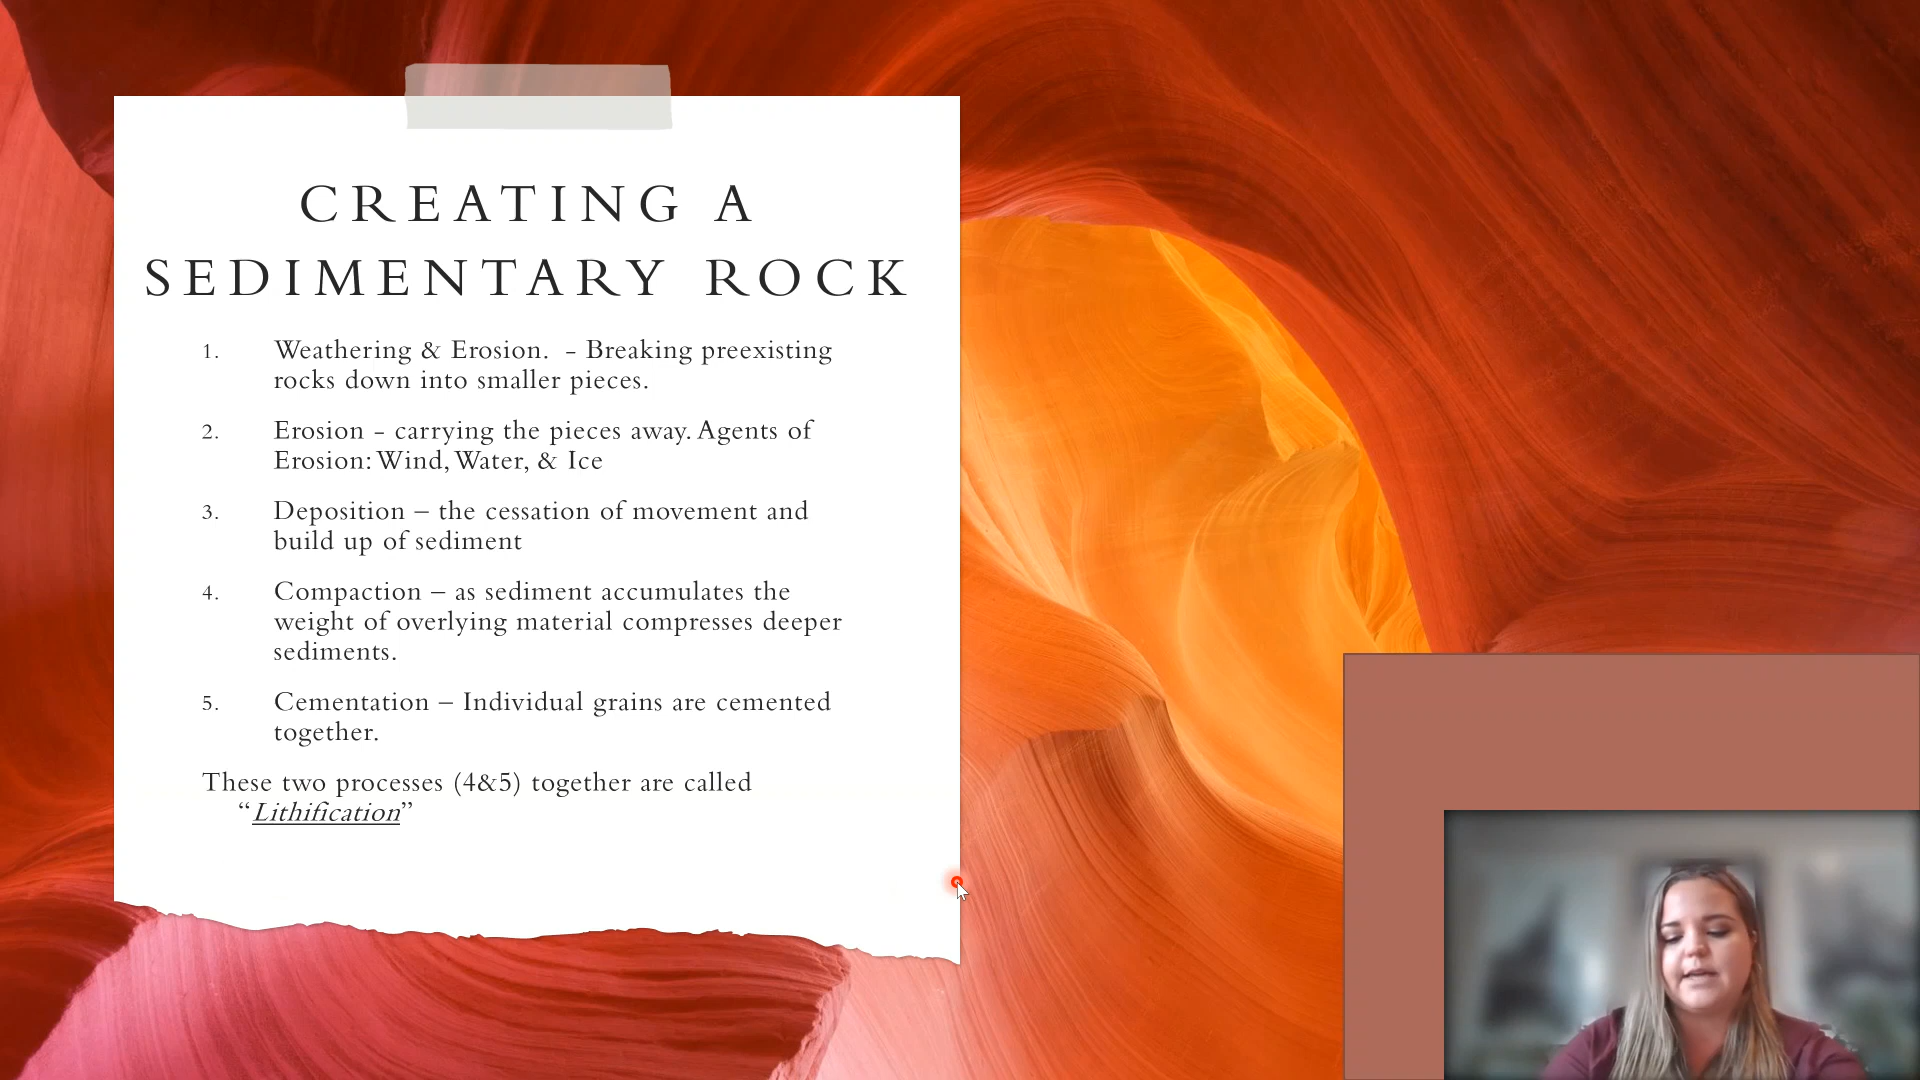 CREATING A
SEDIMENTARY ROCK
1. Weathering & Erosion.  - Breaking preexisting
rocks down into smaller pieces.
2. Erosion - carrying the pieces away. Agents of
Erosion: Wind, Water, & Ice
3. Deposition – the cessation of movement and
build up of sediment
4. Compaction – as sediment accumulates the
weight of overlying material compresses deeper
sediments.
5. Cementation – Individual grains are cemented
together.
These two processes (4&5) together are called
“Lithification”